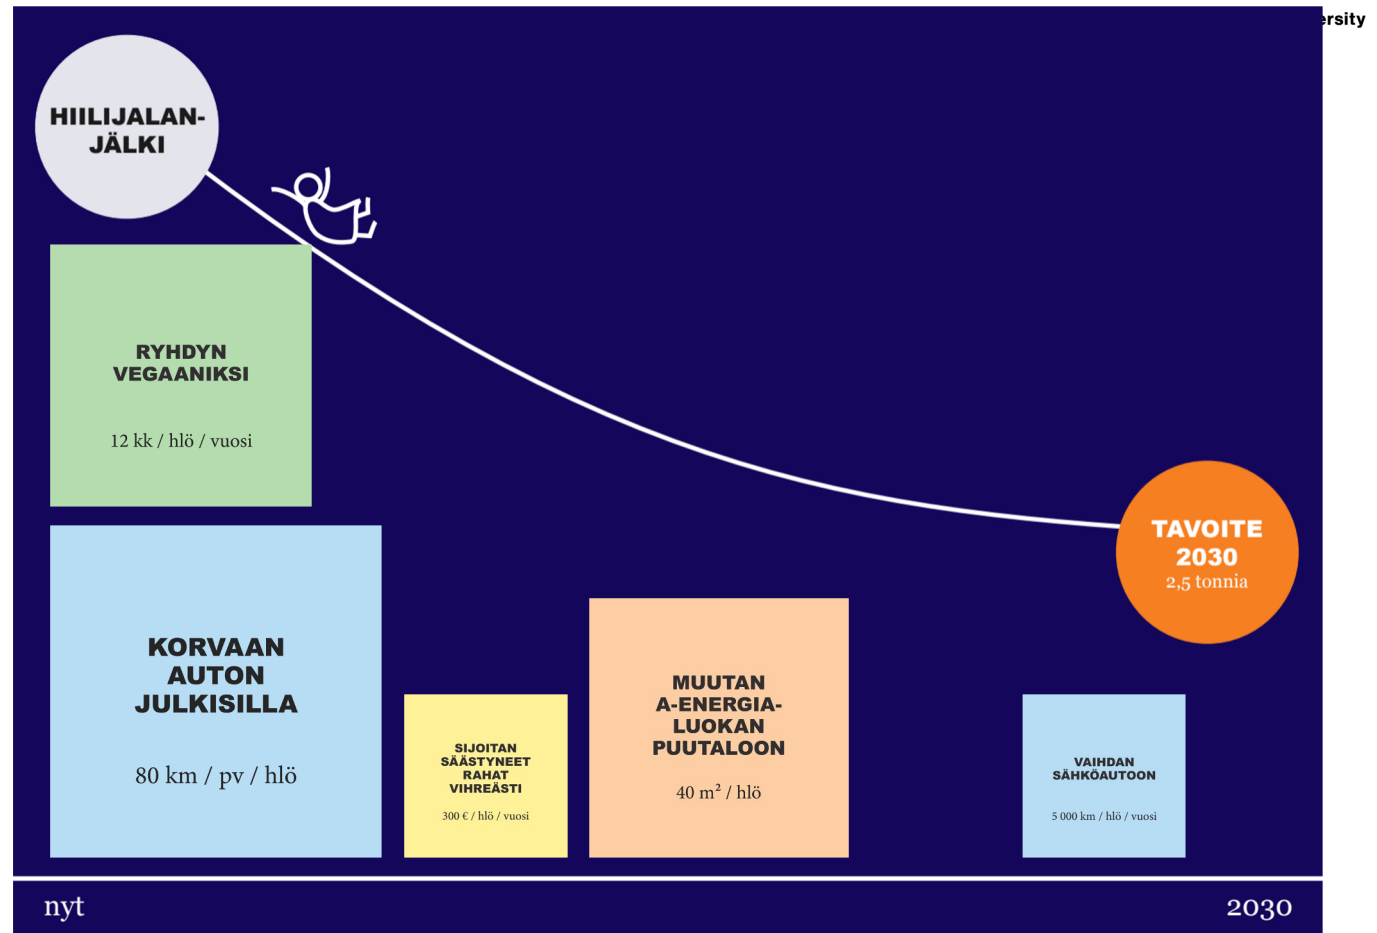 ersity
HIILIJALAN-
JÄLKI
RYHDYN
VEGAANIKSI
12 kk / hlö / vuosi
KORVAAN
AUTON
JULKISILLA
80 km / pv / hlö
SIJOITAN
SÄÄSTYNEET
RAHAT
VIHREÄSTI
300 € / hlö / vuosi
MUUTAN
A-ENERGIA-
LUOKAN
PUUTALOON
40 m² / hlö
TAVOITE
2030
2,5 tonnia
VAIHDAN
SÄHKÖAUTOON
5 000 km / hlö / vuosi
nyt
2030